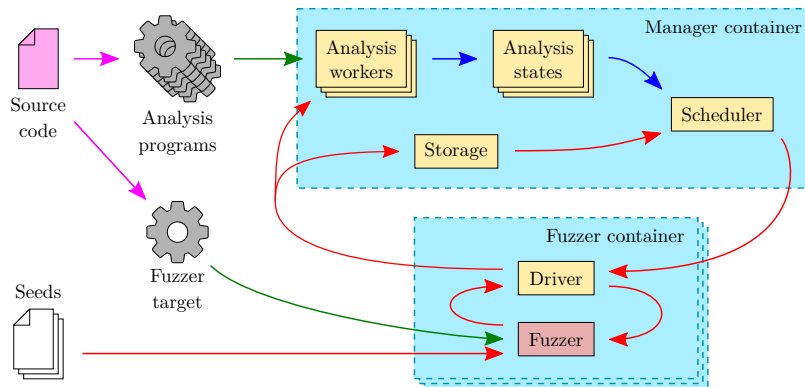 Manager container
Analysis
workers
Analysis
states
Source
code
Analysis
programs
Scheduler
Storage
Fuzzer container
Fuzzer
target
Driver
Seeds
Fuzzer